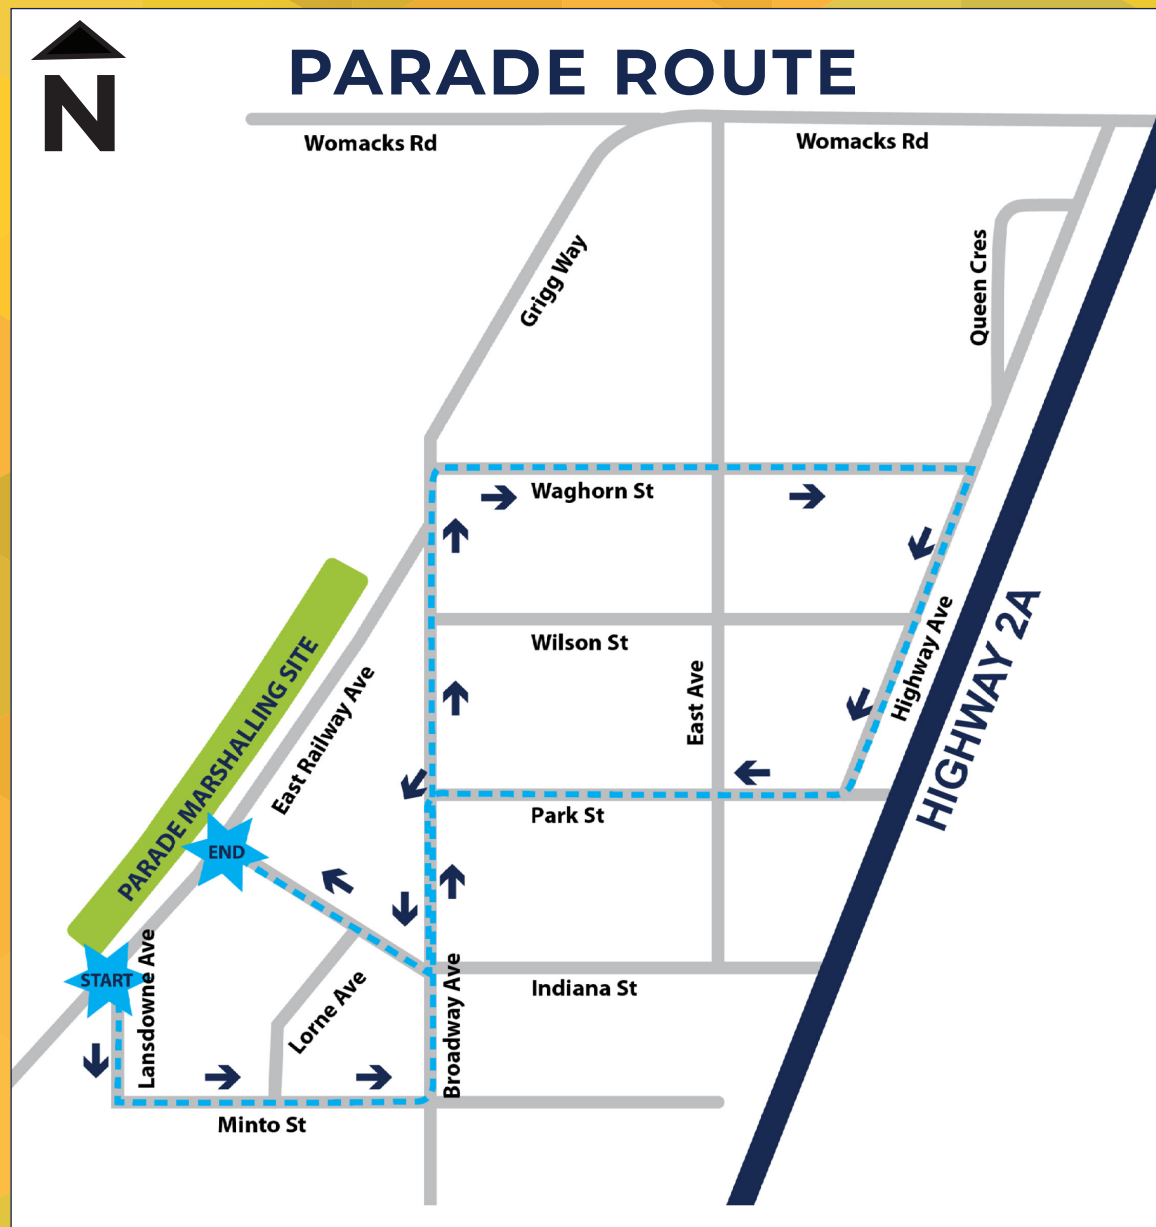 PARADE ROUTE
N
Womacks Rd
Womacks Rd
Grigg Way
Queen Cres
Waghorn St
Wilson St
Highway Ave
HIGHWAY 2A
East Ave
PARADE MARSHALLING SITE
East Railway Ave
Park St
END
START
Lansdowne Ave
Lorne Ave
Broadway Ave
Indiana St
Minto St